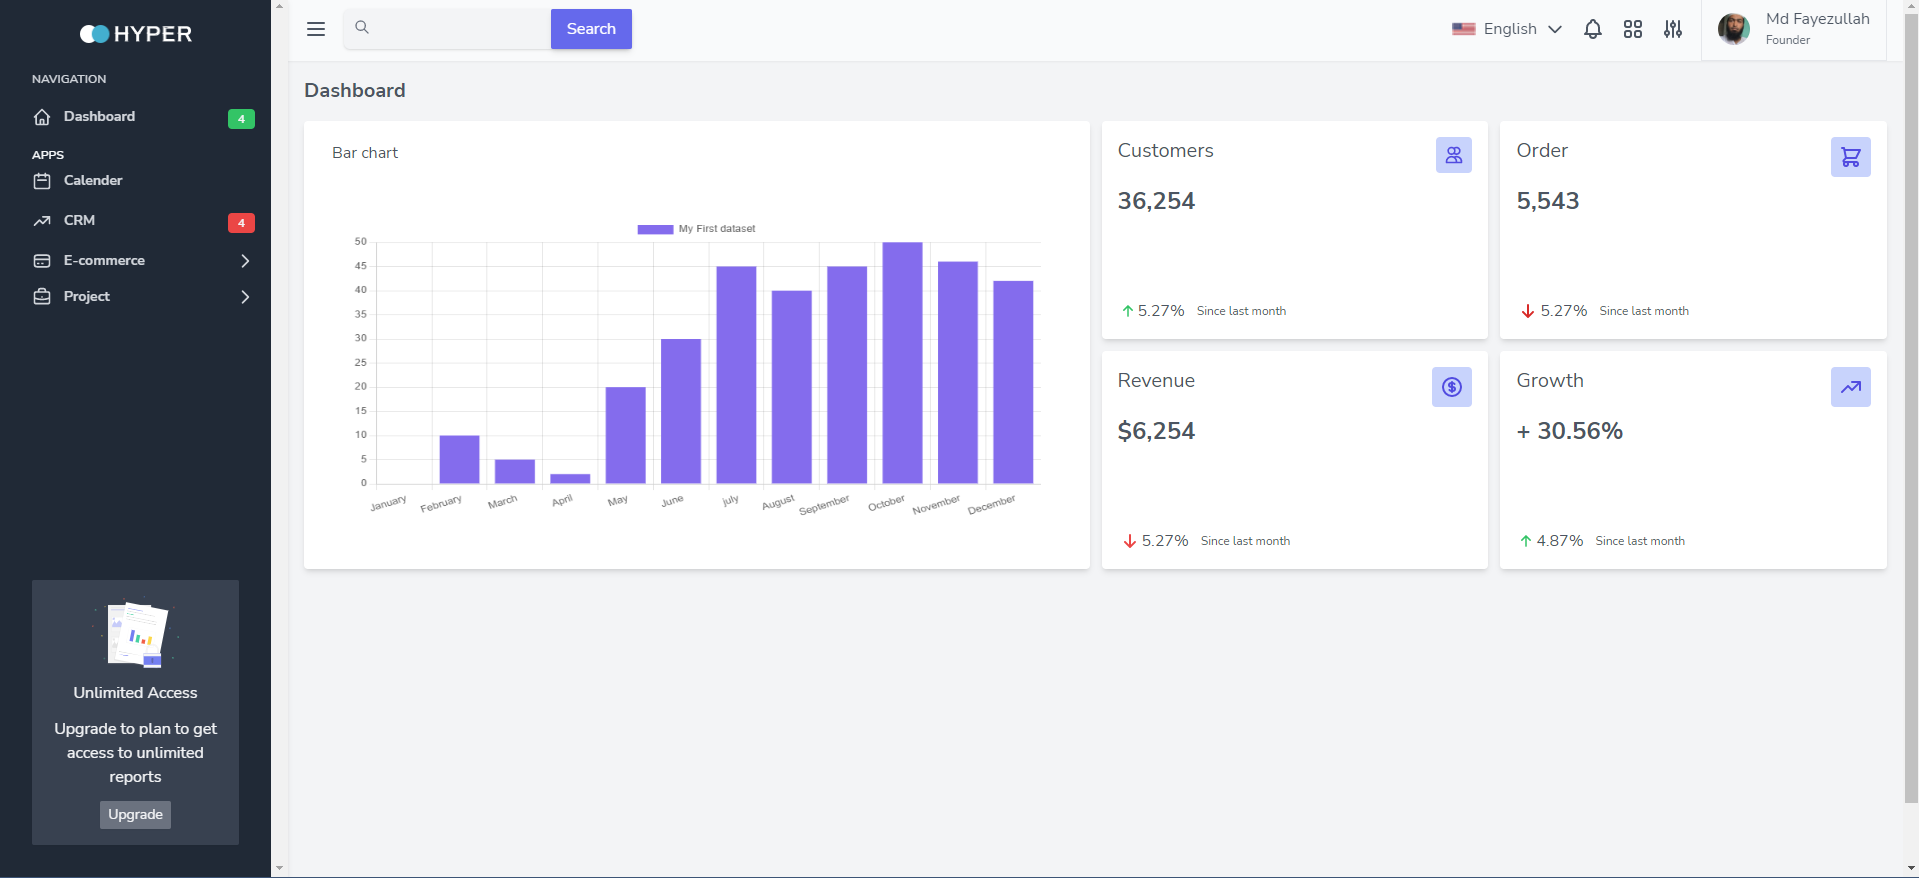 HYPER
NAVIGATION
Dashboard 4
APPS
Calender
CRM 4
E-commerce
Project
Unlimited Access
Upgrade to plan to get
access to unlimited
reports
Upgrade
Search
English
Md Fayezullah
Founder
Dashboard
Bar chart
My First dataset
50
45
40
35
30
25
20
15
10
5
0
January February March April May June july August September October November December
Customers
36,254
5.27% Since last month
Order
5,543
5.27% Since last month
Revenue
$6,254
5.27% Since last month
Growth
+ 30.56%
4.87% Since last month